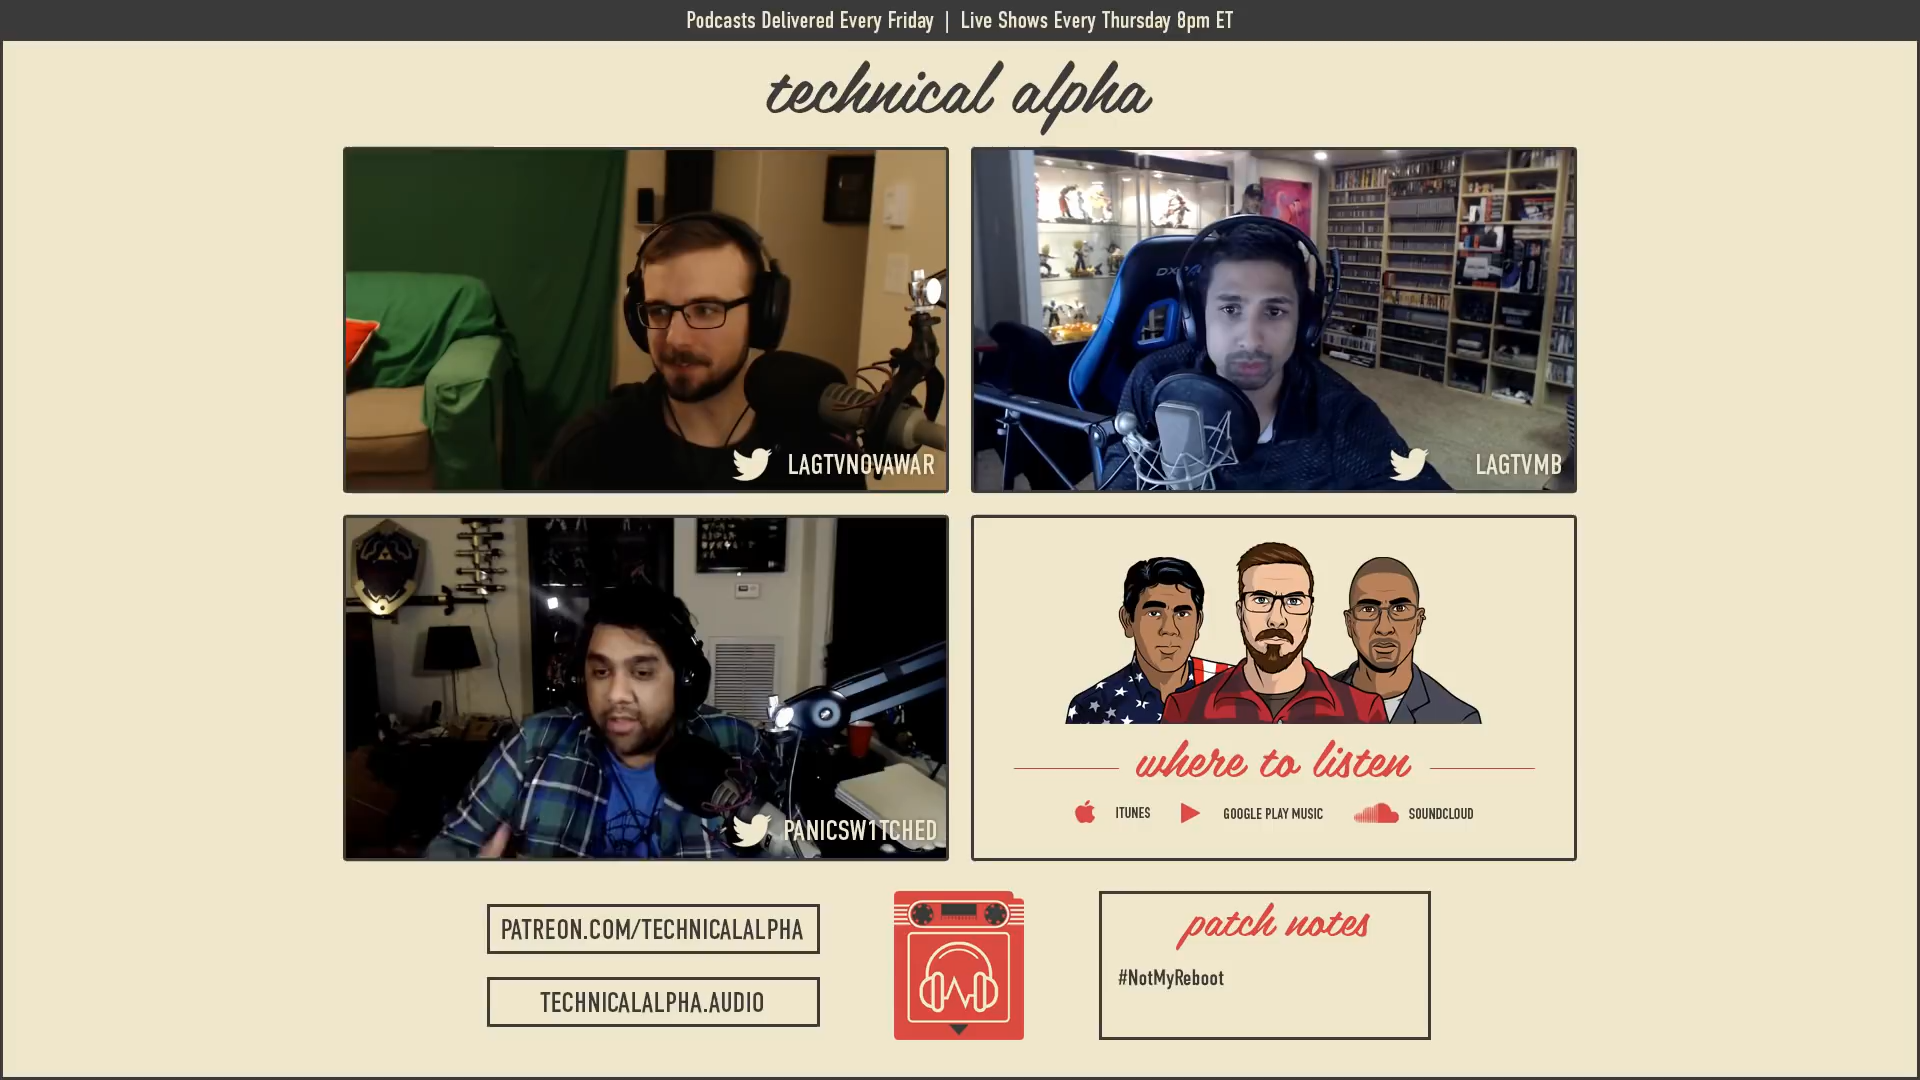 Podcasts Delivered Every Friday | Live Shows Every Thursday 8pm ET
technical alpha
LAGTVNOVAWAR
LAGTVMB
PANICSW1TCHED
where to listen
ITUNES GOOGLE PLAY MUSIC SOUNDCLOUD
PATREON.COM/TECHNICALALPHA
TECHNICALALPHA.AUDIO
patch notes
#NotMyReboot